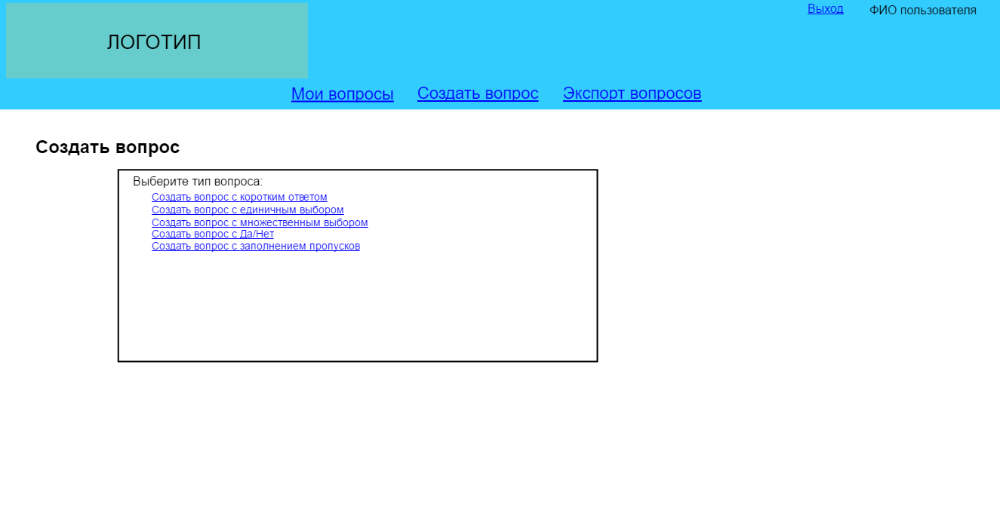 Выход ФИО пользователя
ЛОГОТИП
Мои вопросы Создать вопрос Экспорт вопросов
Создать вопрос
Выберите тип вопроса:
Создать вопрос с коротким ответом
Создать вопрос с единичным выбором
Создать вопрос с множественным выбором
Создать вопрос с Да/Нет
Создать вопрос с заполнением пропусков